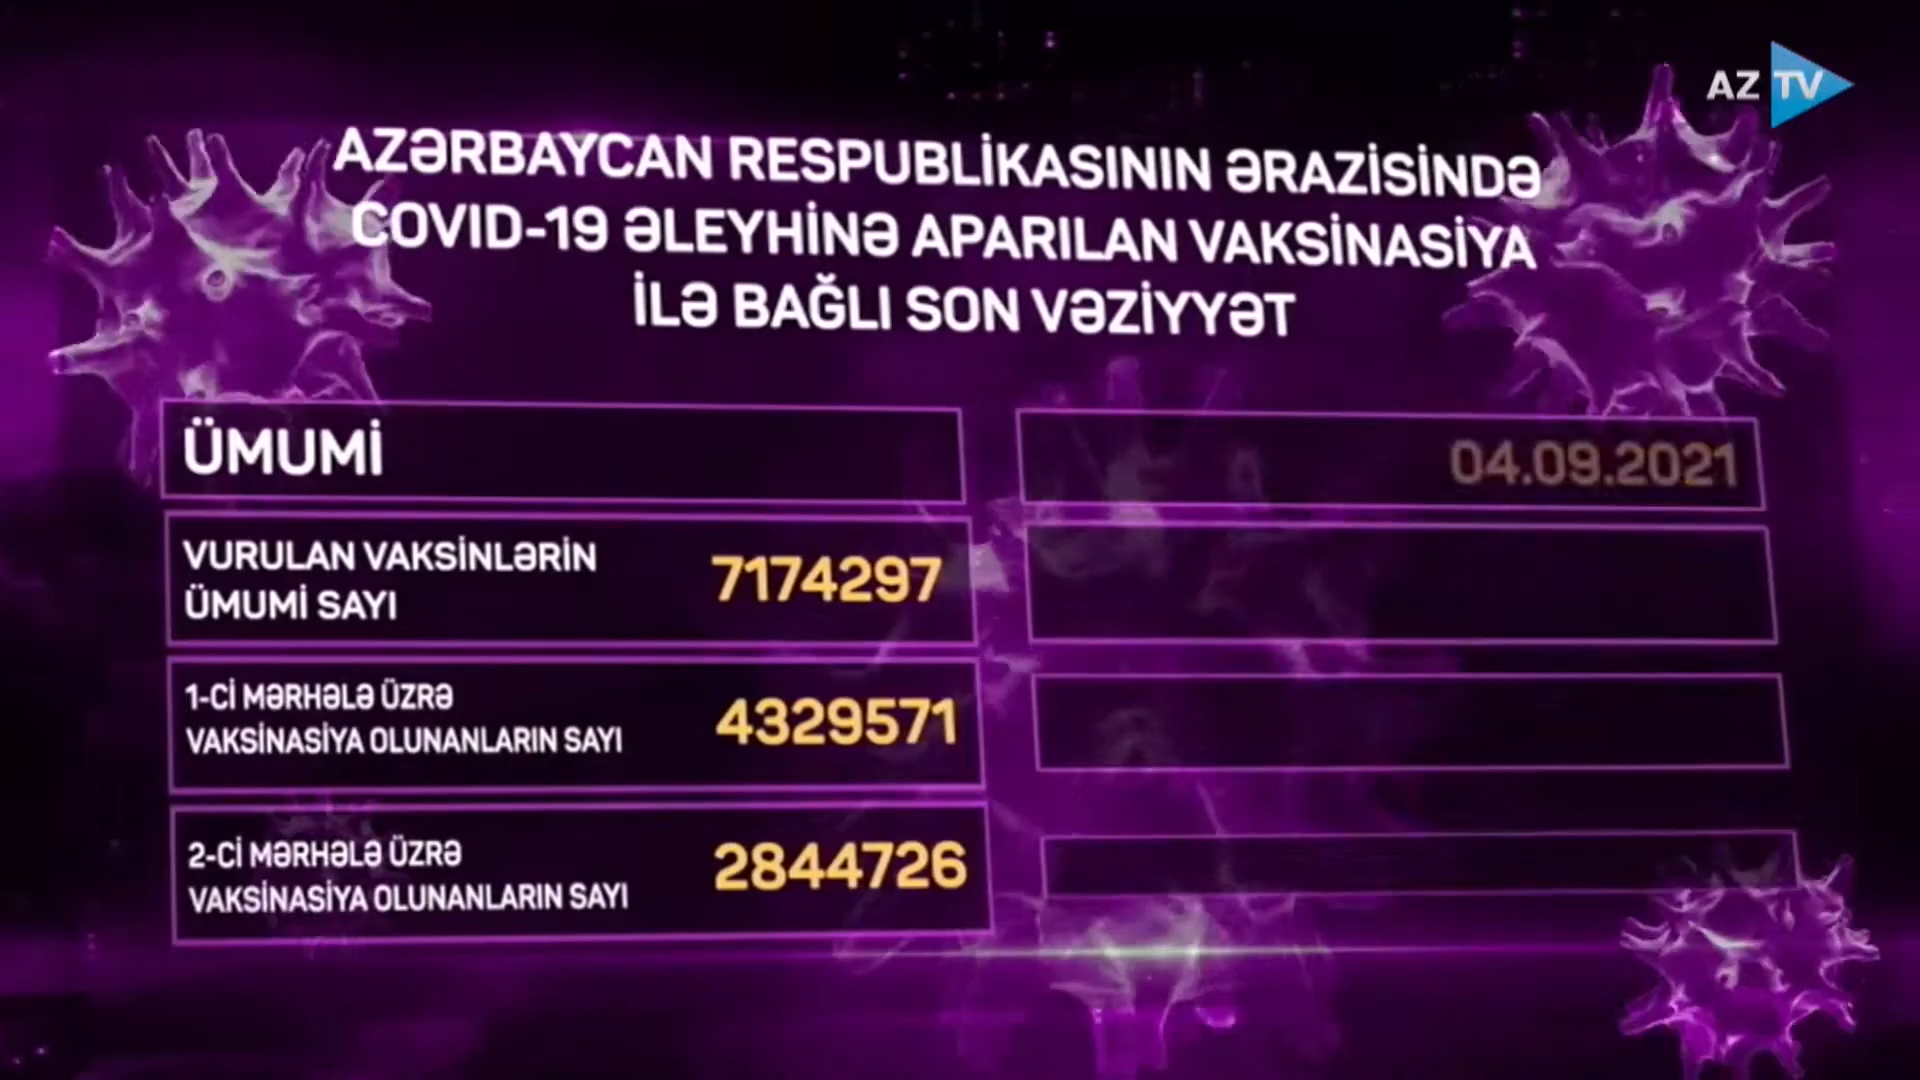 AZ TV
AZƏRBAYCAN RESPUBLİKASININ ƏRAZİSİNDƏ
COVID-19 ƏLEYHİNƏ APARILAN VAKSİNASİYA
İLƏ BAĞLI SON VƏZİYYƏT
ÜMUMİ
04.09.2021
VURULAN VAKSİNLƏRİN
ÜMUMİ SAYI
7174297
1-Cİ MƏRHƏLƏ ÜZRƏ
VAKSİNASİYA OLUNANLARIN SAYI
4329571
2-Cİ MƏRHƏLƏ ÜZRƏ
VAKSİNASİYA OLUNANLARIN SAYI
2844726